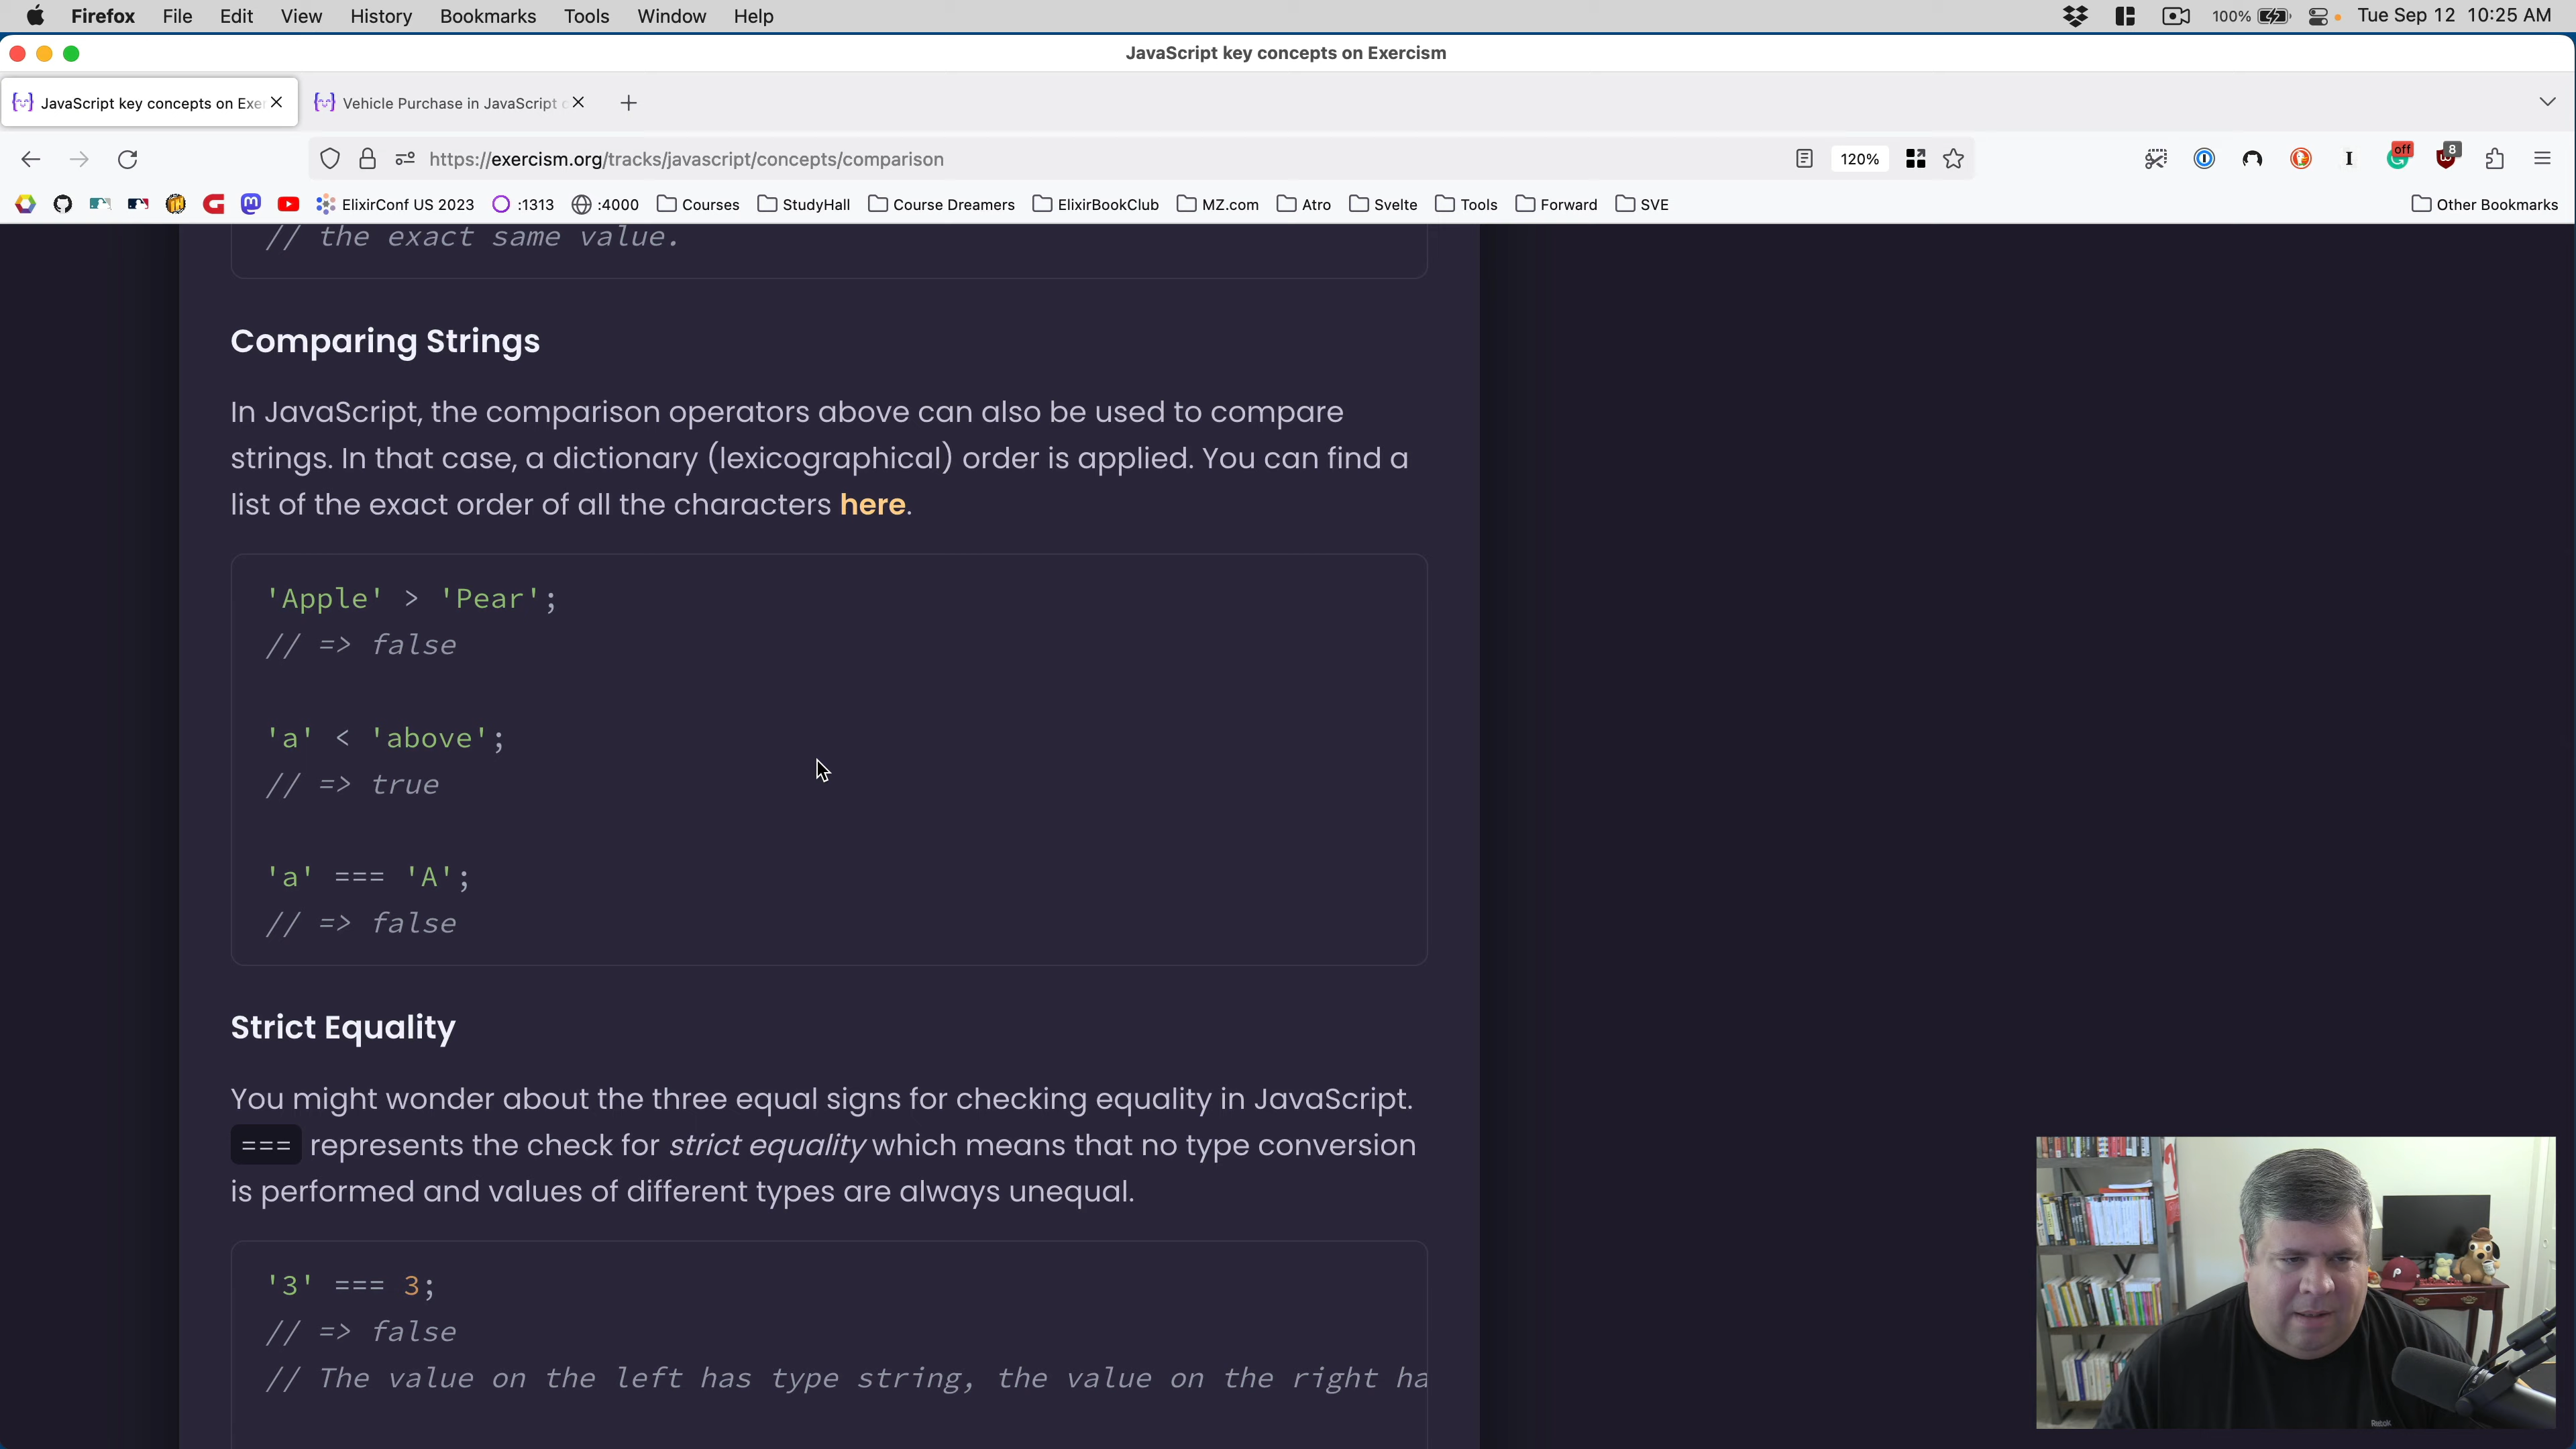 Firefox File Edit View History Bookmarks Tools Window Help 100% Tue Sep 12 10:25 AM
JavaScript key concepts on Exercism
JavaScript key concepts on Exer Vehicle Purchase in JavaScript
https://exercism.org/tracks/javascript/concepts/comparison 120% off 8
ElixirConf US 2023 :1313 :4000 Courses StudyHall Course Dreamers ElixirBookClub MZ.com Atro Svelte Tools Forward SVE Other Bookmarks
// the exact same value.
Comparing Strings
In JavaScript, the comparison operators above can also be used to compare
strings. In that case, a dictionary (lexicographical) order is applied. You can find a
list of the exact order of all the characters here.
'Apple' > 'Pear';
// => false
'a' < 'above';
// => true
'a' === 'A';
// => false
Strict Equality
You might wonder about the three equal signs for checking equality in JavaScript.
=== represents the check for strict equality which means that no type conversion
is performed and values of different types are always unequal.
'3' === 3;
// => false
// The value on the left has type string, the value on the right ha
Reebok